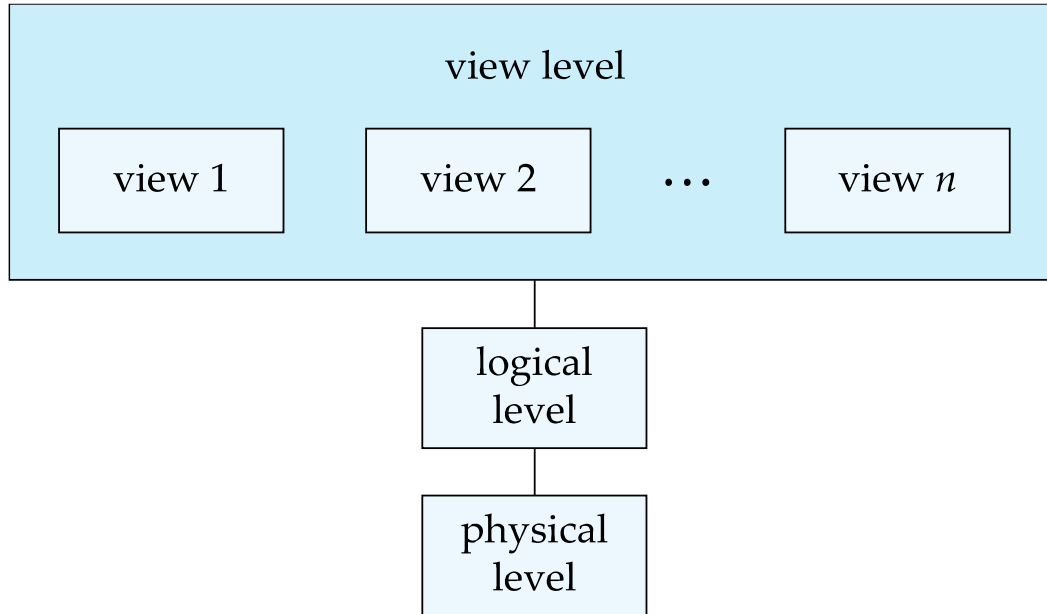 view level
view 1
view 2
...
view n
logical
level
physical
level